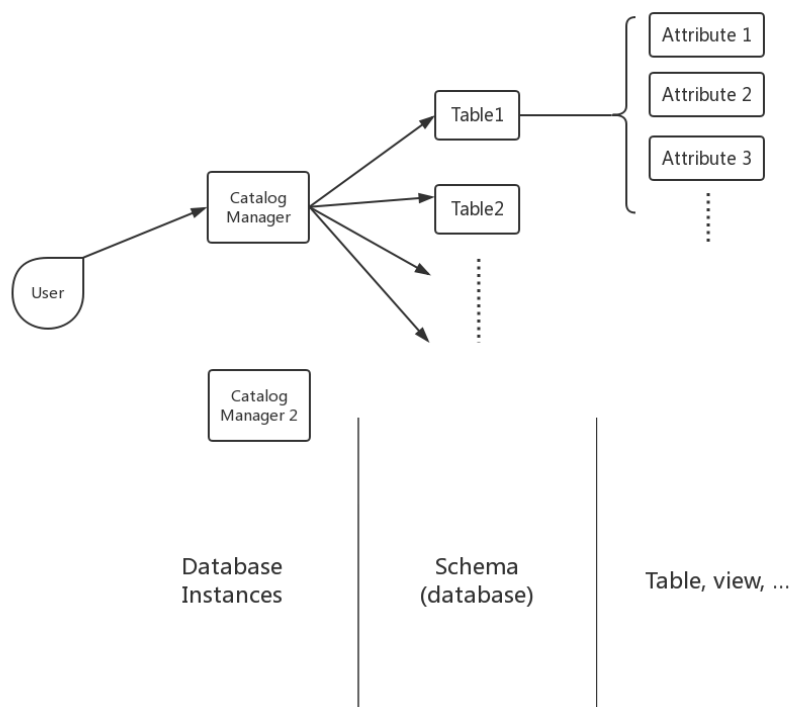 Attribute 1
Attribute 2
Table1
Attribute 3
Catalog
Manager
Table2
User
Catalog
Manager 2
Database
Instances
Schema
(database)
Table, view, ...